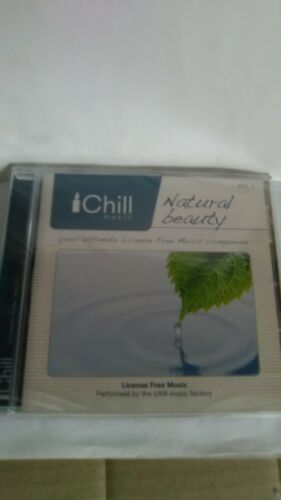 iChill
music
Natural
beauty
VOL. 1
your ultimate License Free Music companion
License Free Music
Performed by the ichill music factory
iChill